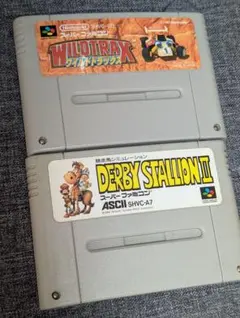 WILD TRAX
ワイルドトラックス
スーパーファミコン
競走馬シミュレーション
DERBY STALLION III
スーパーファミコン
ASCII SHVC-A7